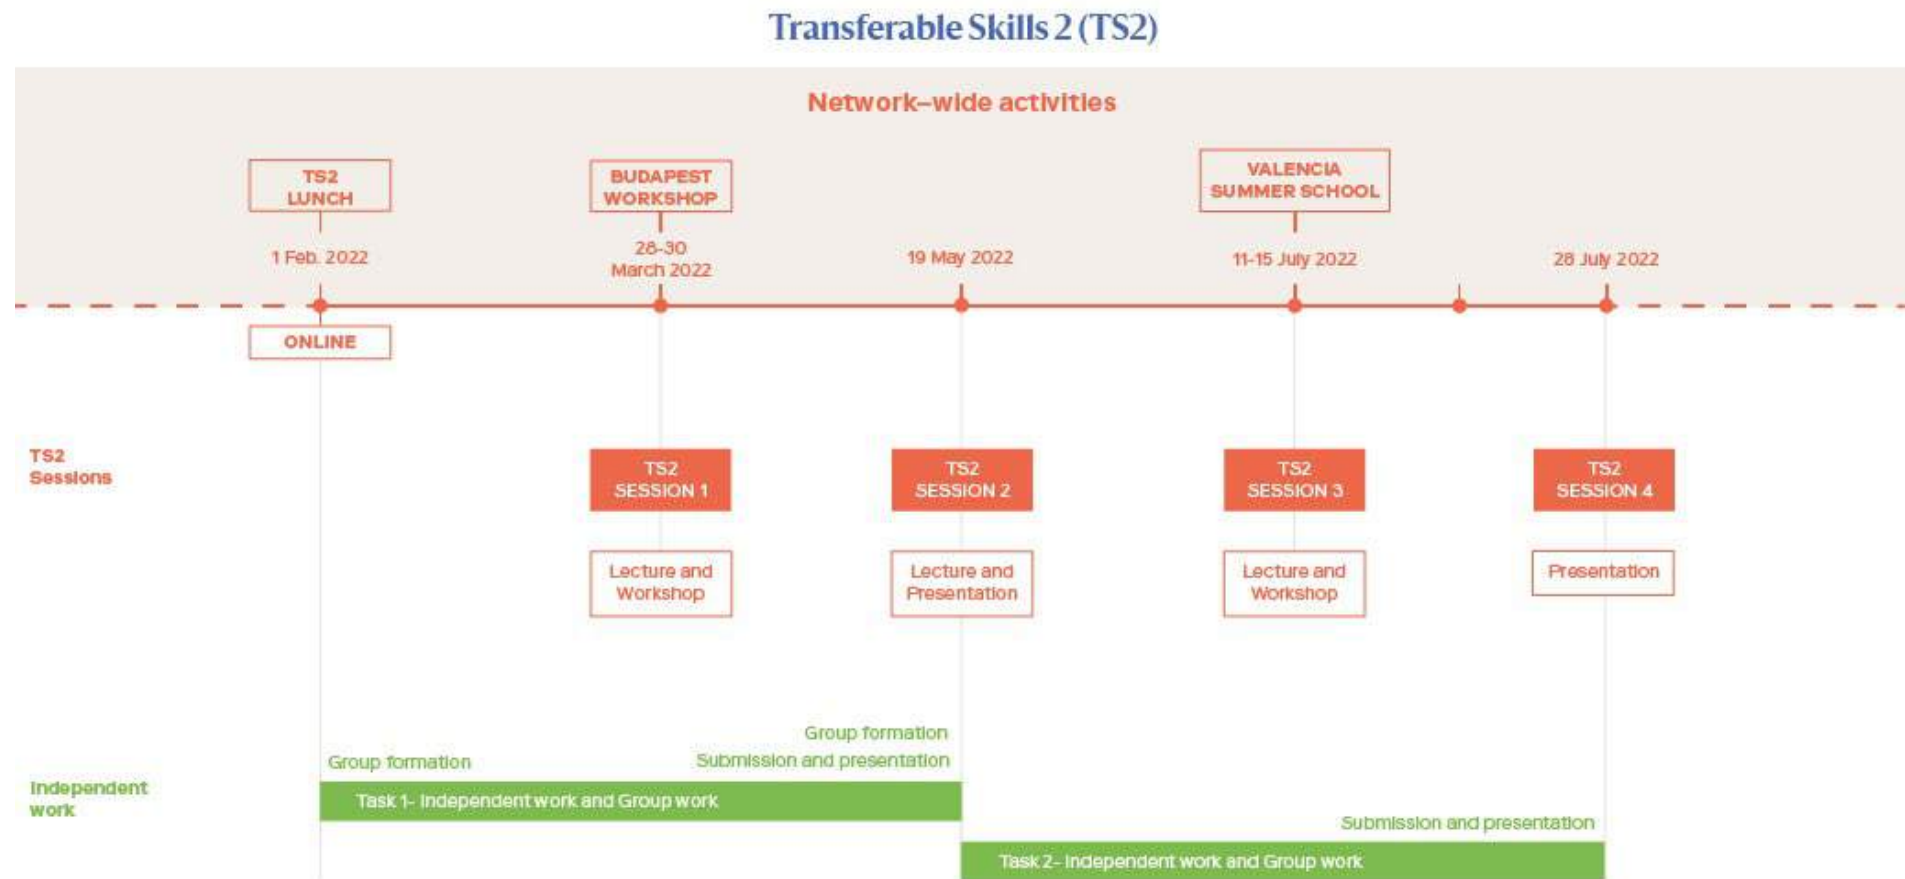 Transferable Skills 2 (TS2)
Network-wide activities
TS2
LUNCH
BUDAPEST
WORKSHOP
VALENCIA
SUMMER SCHOOL
1 Feb. 2022
28-30
March 2022
19 May 2022
11-15 July 2022
28 July 2022
ONLINE
TS2
Sessions
TS2
SESSION 1
TS2
SESSION 2
TS2
SESSION 3
TS2
SESSION 4
Lecture and
Workshop
Lecture and
Presentation
Lecture and
Workshop
Presentation
Group formation
Group formation
Submission and presentation
Independent
work
Task 1- Independent work and Group work
Submission and presentation
Task 2- Independent work and Group work